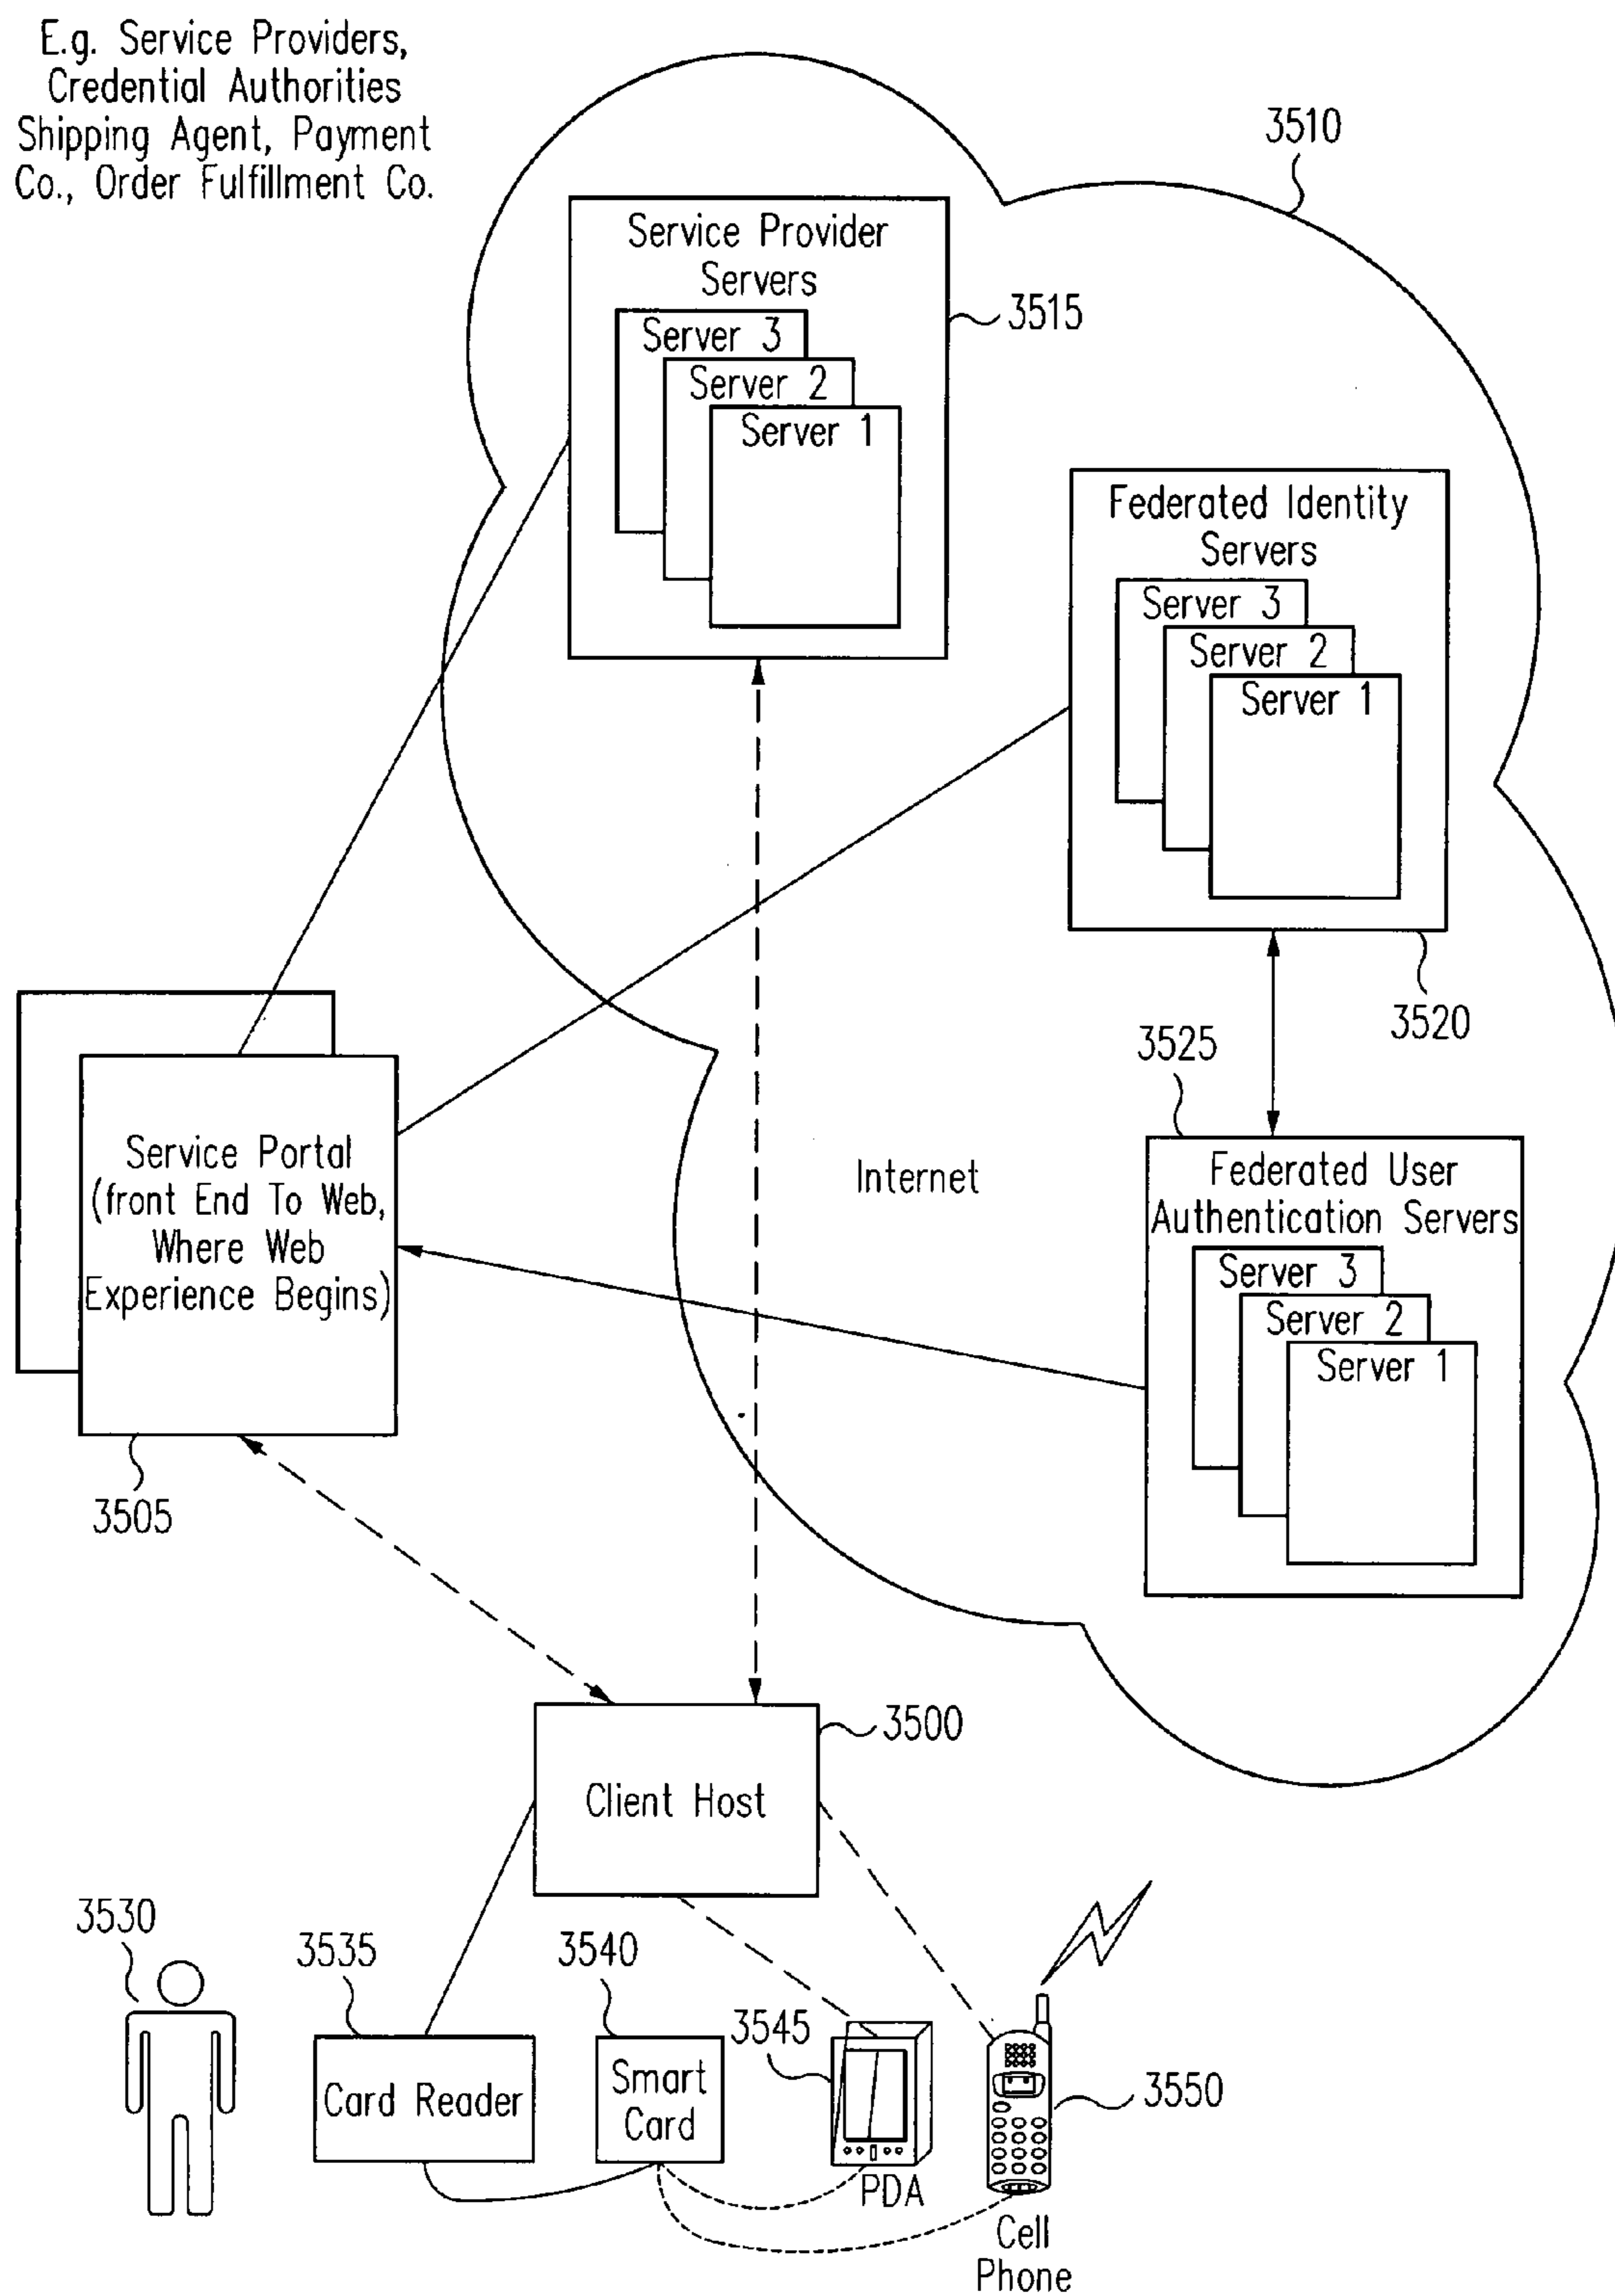 E.g. Service Providers,
Credential Authorities
Shipping Agent, Payment
Co., Order Fulfillment Co.
3510
Service Provider
Servers
3515
Server 3
Server 2
Server 1
Federated Identity
Servers
Server 3
Server 2
Server 1
3520
3525
Service Portal
(front End To Web,
Where Web
Experience Begins)
3505
Internet
Federated User
Authentication Servers
Server 3
Server 2
Server 1
3500
Client Host
3530
3535
3540
3545
3550
Card Reader
Smart
Card
PDA
Cell
Phone